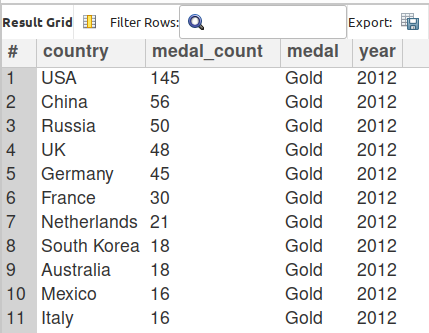 Result Grid Filter Rows: Export:
# country medal_count medal year
1 USA 145 Gold 2012
2 China 56 Gold 2012
3 Russia 50 Gold 2012
4 UK 48 Gold 2012
5 Germany 45 Gold 2012
6 France 30 Gold 2012
7 Netherlands 21 Gold 2012
8 South Korea 18 Gold 2012
9 Australia 18 Gold 2012
10 Mexico 16 Gold 2012
11 Italy 16 Gold 2012